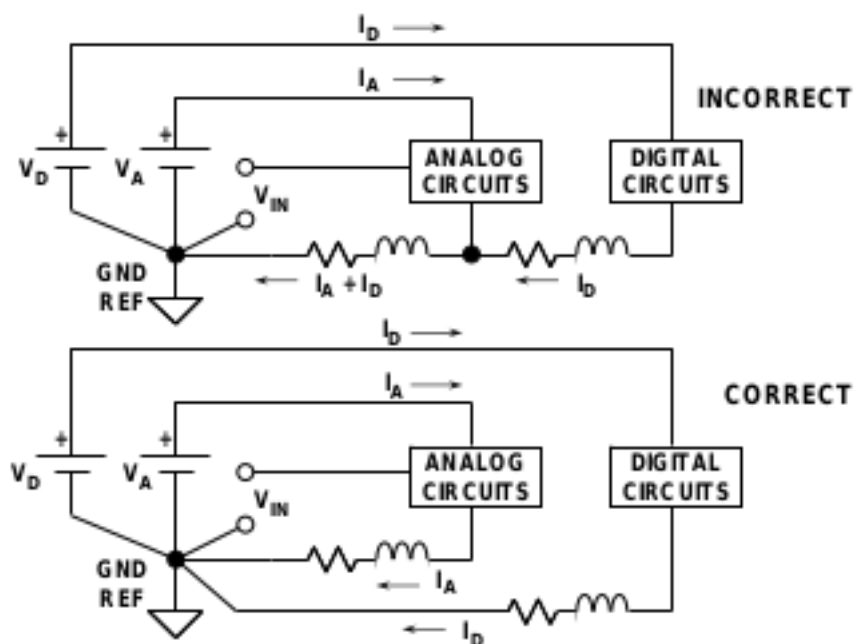 I_D
I_A
INCORRECT
+
+
V_D
V_A
V_IN
ANALOG
CIRCUITS
DIGITAL
CIRCUITS
GND
REF
I_A + I_D
I_D
I_D
I_A
CORRECT
+
+
V_D
V_A
V_IN
ANALOG
CIRCUITS
DIGITAL
CIRCUITS
GND
REF
I_A
I_D